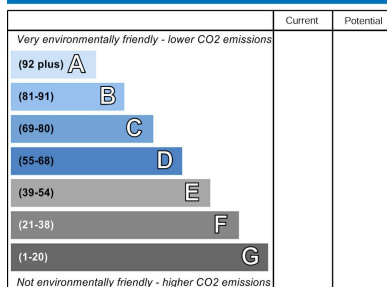 Current Potential
Very environmentally friendly - lower CO2 emissions
(92 plus) A
(81-91) B
(69-80) C
(55-68) D
(39-54) E
(21-38) F
(1-20) G
Not environmentally friendly - higher CO2 emissions